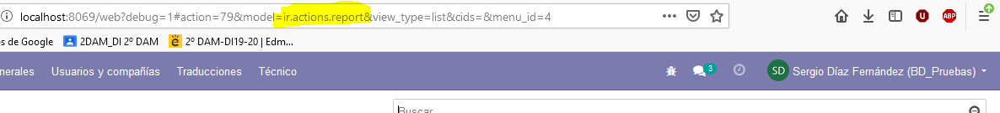 localhost:8069/web?debug=1#action=79&model=ir.actions.report&view_type=list&cids=&menu_id=4
es de Google 2DAM_DI 2º DAM 2º DAM-DI19-20 | Edm...
nerales Usuarios y compañías Traducciones Técnico 3 SD Sergio Díaz Fernández (BD_Pruebas)
Buscar